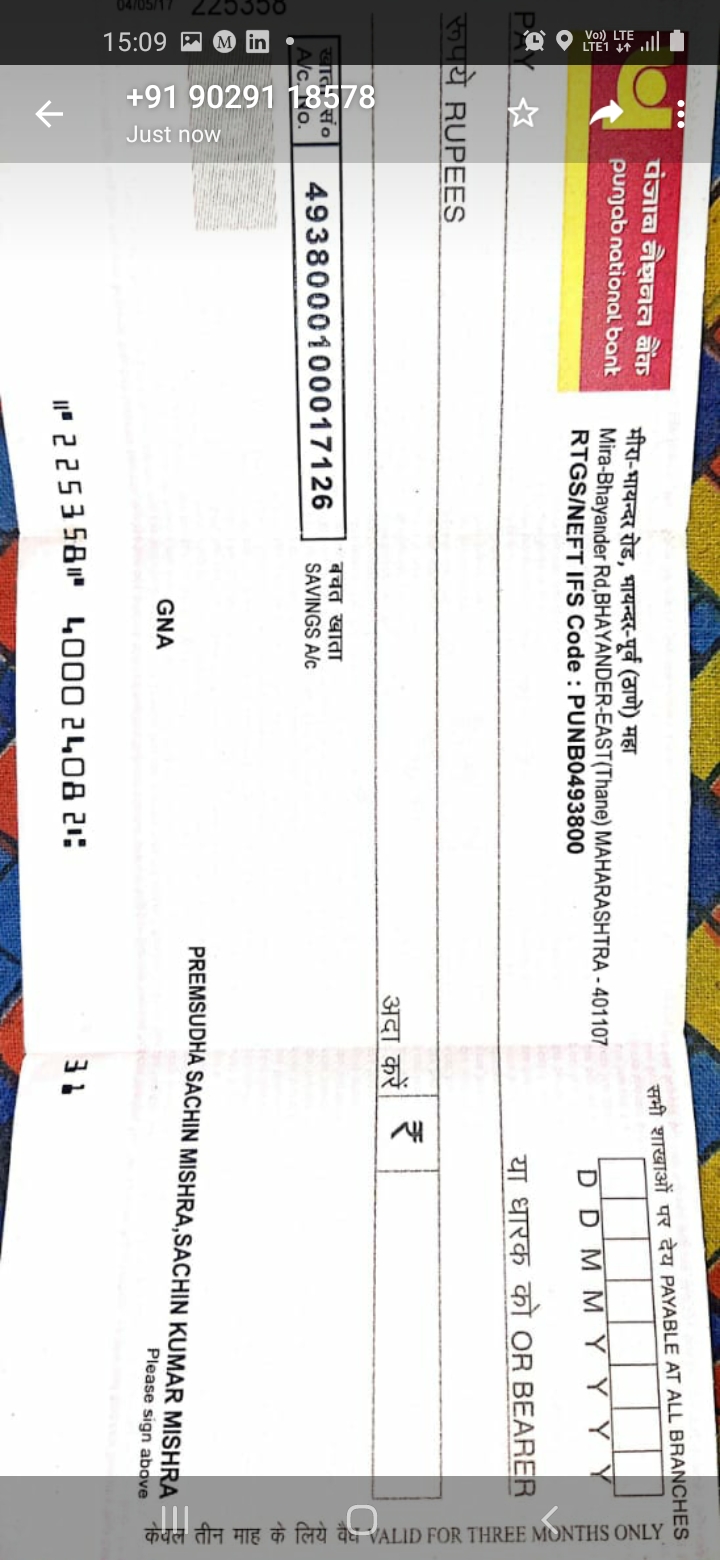 04/05/17 225358
15:09
Vo)) LTE
LTE1
+91 90291 18578
Just now
पंजाब नैशनल बैंक
punjab national bank
मीरा-भायन्दर रोड, भायन्दर-पूर्व (ठाणे) महा
Mira-Bhayander Rd,BHAYANDER-EAST(Thane) MAHARASHTRA - 401107
RTGS/NEFT IFS Code : PUNB0493800
सभी शाखाओं पर देय PAYABLE AT ALL BRANCHES
D D M M Y Y Y Y
PAY
या धारक को OR BEARER
रूपये RUPEES
अदा करें ₹
खाता सं०
A/c. No.
4938000100017126
बचत खाता
SAVINGS A/c
GNA
PREMSUDHA SACHIN MISHRA,SACHIN KUMAR MISHRA
Please sign above
⑈225358⑈ 400024082⑆ 31
केवल तीन माह के लिये वैध VALID FOR THREE MONTHS ONLY